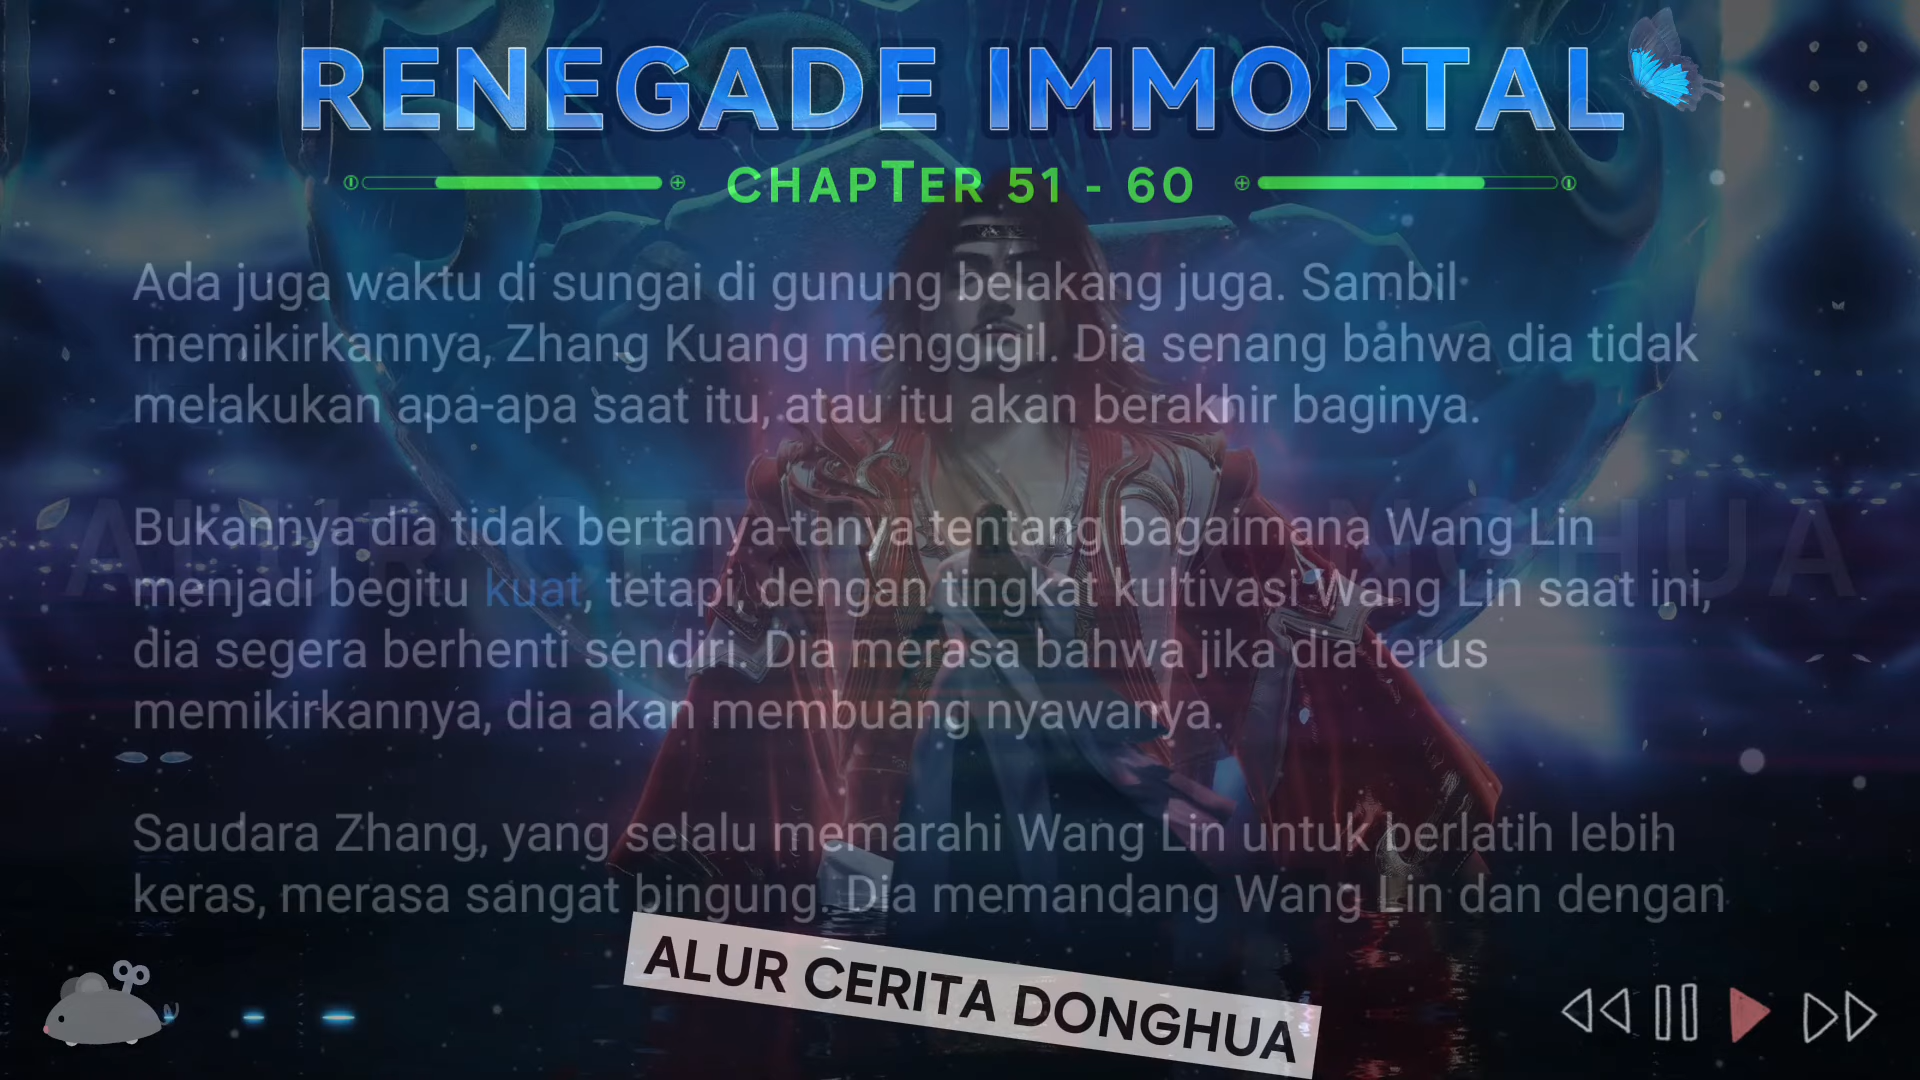 RENEGADE IMMORTAL
CHAPTER 51 - 60
Ada juga waktu di sungai di gunung belakang juga. Sambil
memikirkannya, Zhang Kuang menggigil. Dia senang bahwa dia tidak
melakukan apa-apa saat itu, atau itu akan berakhir baginya.
Bukannya dia tidak bertanya-tanya tentang bagaimana Wang Lin
menjadi begitu kuat, tetapi, dengan tingkat kultivasi Wang Lin saat ini,
dia segera berhenti sendiri. Dia merasa bahwa jika dia terus
memikirkannya, dia akan membuang nyawanya.
Saudara Zhang, yang selalu memarahi Wang Lin untuk berlatih lebih
keras, merasa sangat bingung. Dia memandang Wang Lin dan dengan
ALUR CERITA DONGHUA